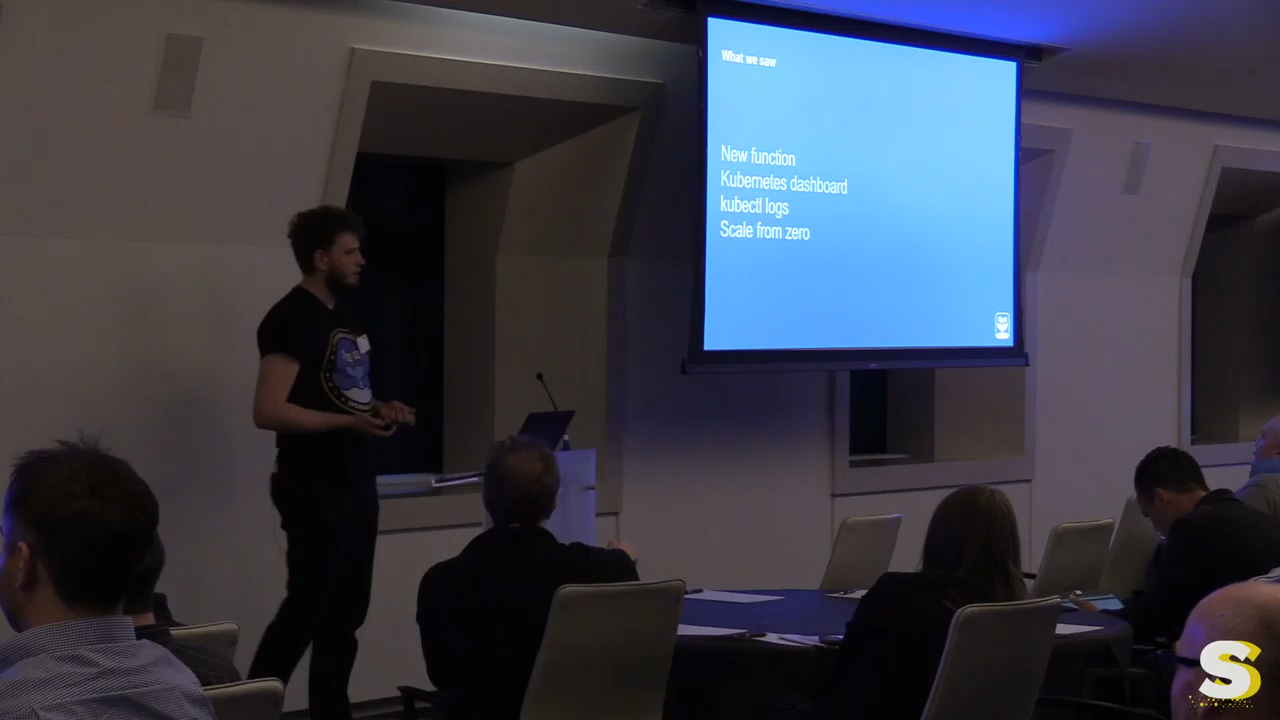 What we saw
New function
Kubernetes dashboard
kubectl logs
Scale from zero
S